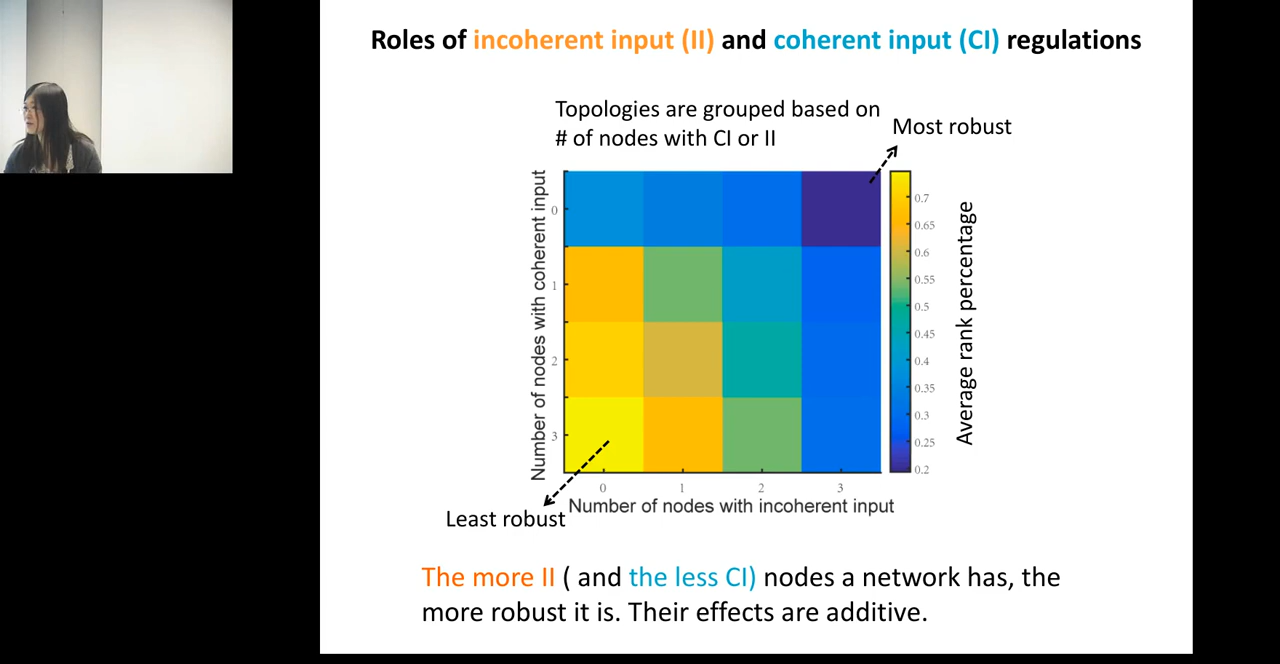 Roles of incoherent input (II) and coherent input (CI) regulations
Topologies are grouped based on
# of nodes with CI or II
Most robust
Number of nodes with coherent input
0
1
2
3
0
1
2
3
Number of nodes with incoherent input
0.7
0.65
0.6
0.55
0.5
0.45
0.4
0.35
0.3
0.25
0.2
Average rank percentage
Least robust
The more II ( and the less CI) nodes a network has, the
more robust it is. Their effects are additive.